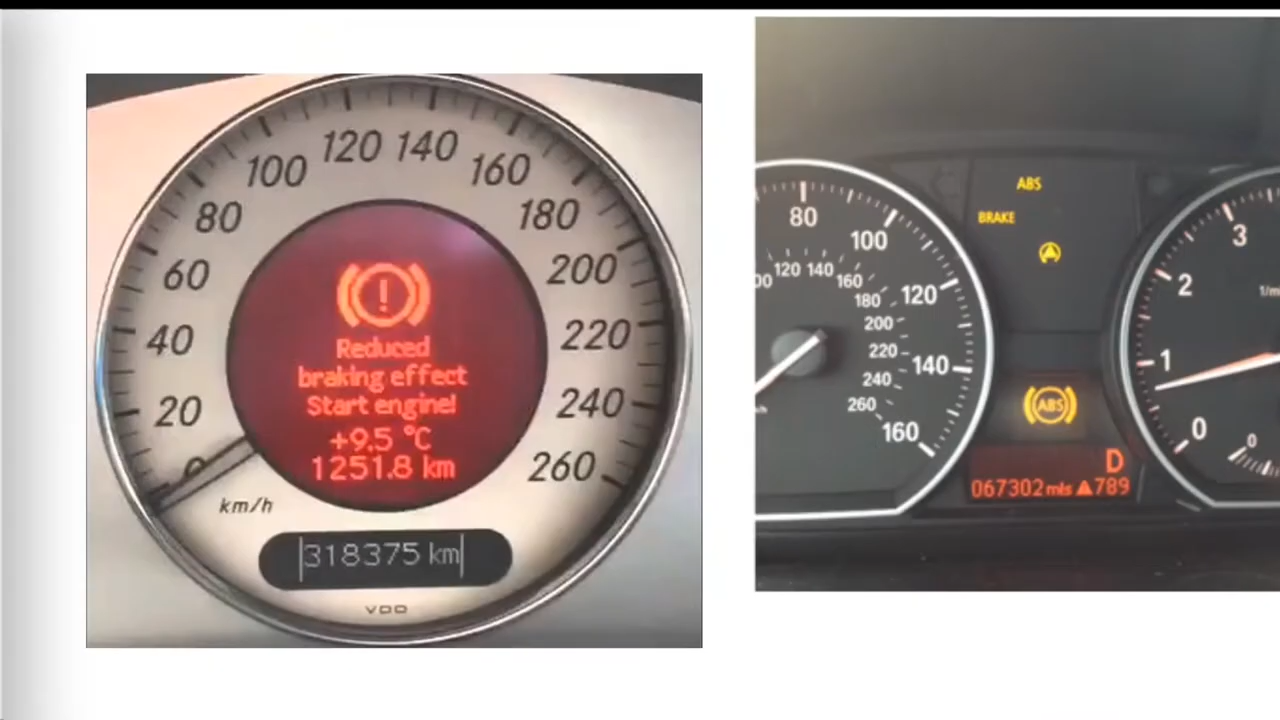 120 140
100 160
80 180
60 200
40 220
20 240
0 260
!
Reduced
braking effect
Start engine!
+9.5 °C
1251.8 km
km/h
318375 km
VDO
ABS
BRAKE
A
80
100
120
140
160
120 140 160
180
200
220
240
260
ABS
D
067302 mls ▲789
3
2
1
0
0